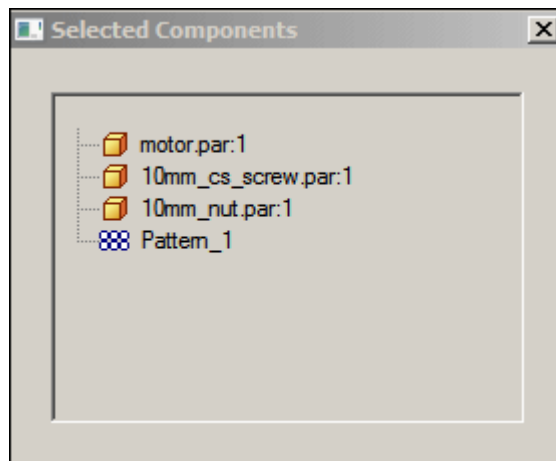 Selected Components
motor.par:1
10mm_cs_screw.par:1
10mm_nut.par:1
Pattern_1